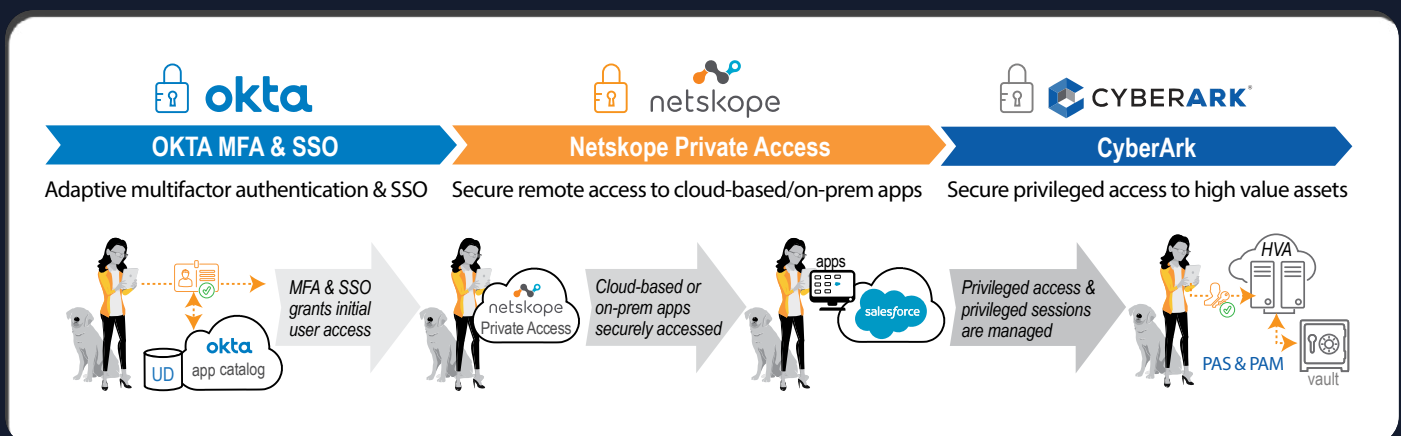 okta
netskope
CYBERARK®
OKTA MFA & SSO
Netskope Private Access
CyberArk
Adaptive multifactor authentication & SSO
Secure remote access to cloud-based/on-prem apps
Secure privileged access to high value assets
MFA & SSO
grants initial
user access
okta
app catalog
UD
netskope
Private Access
Cloud-based or
on-prem apps
securely accessed
apps
salesforce
Privileged access &
privileged sessions
are managed
HVA
PAS & PAM
vault